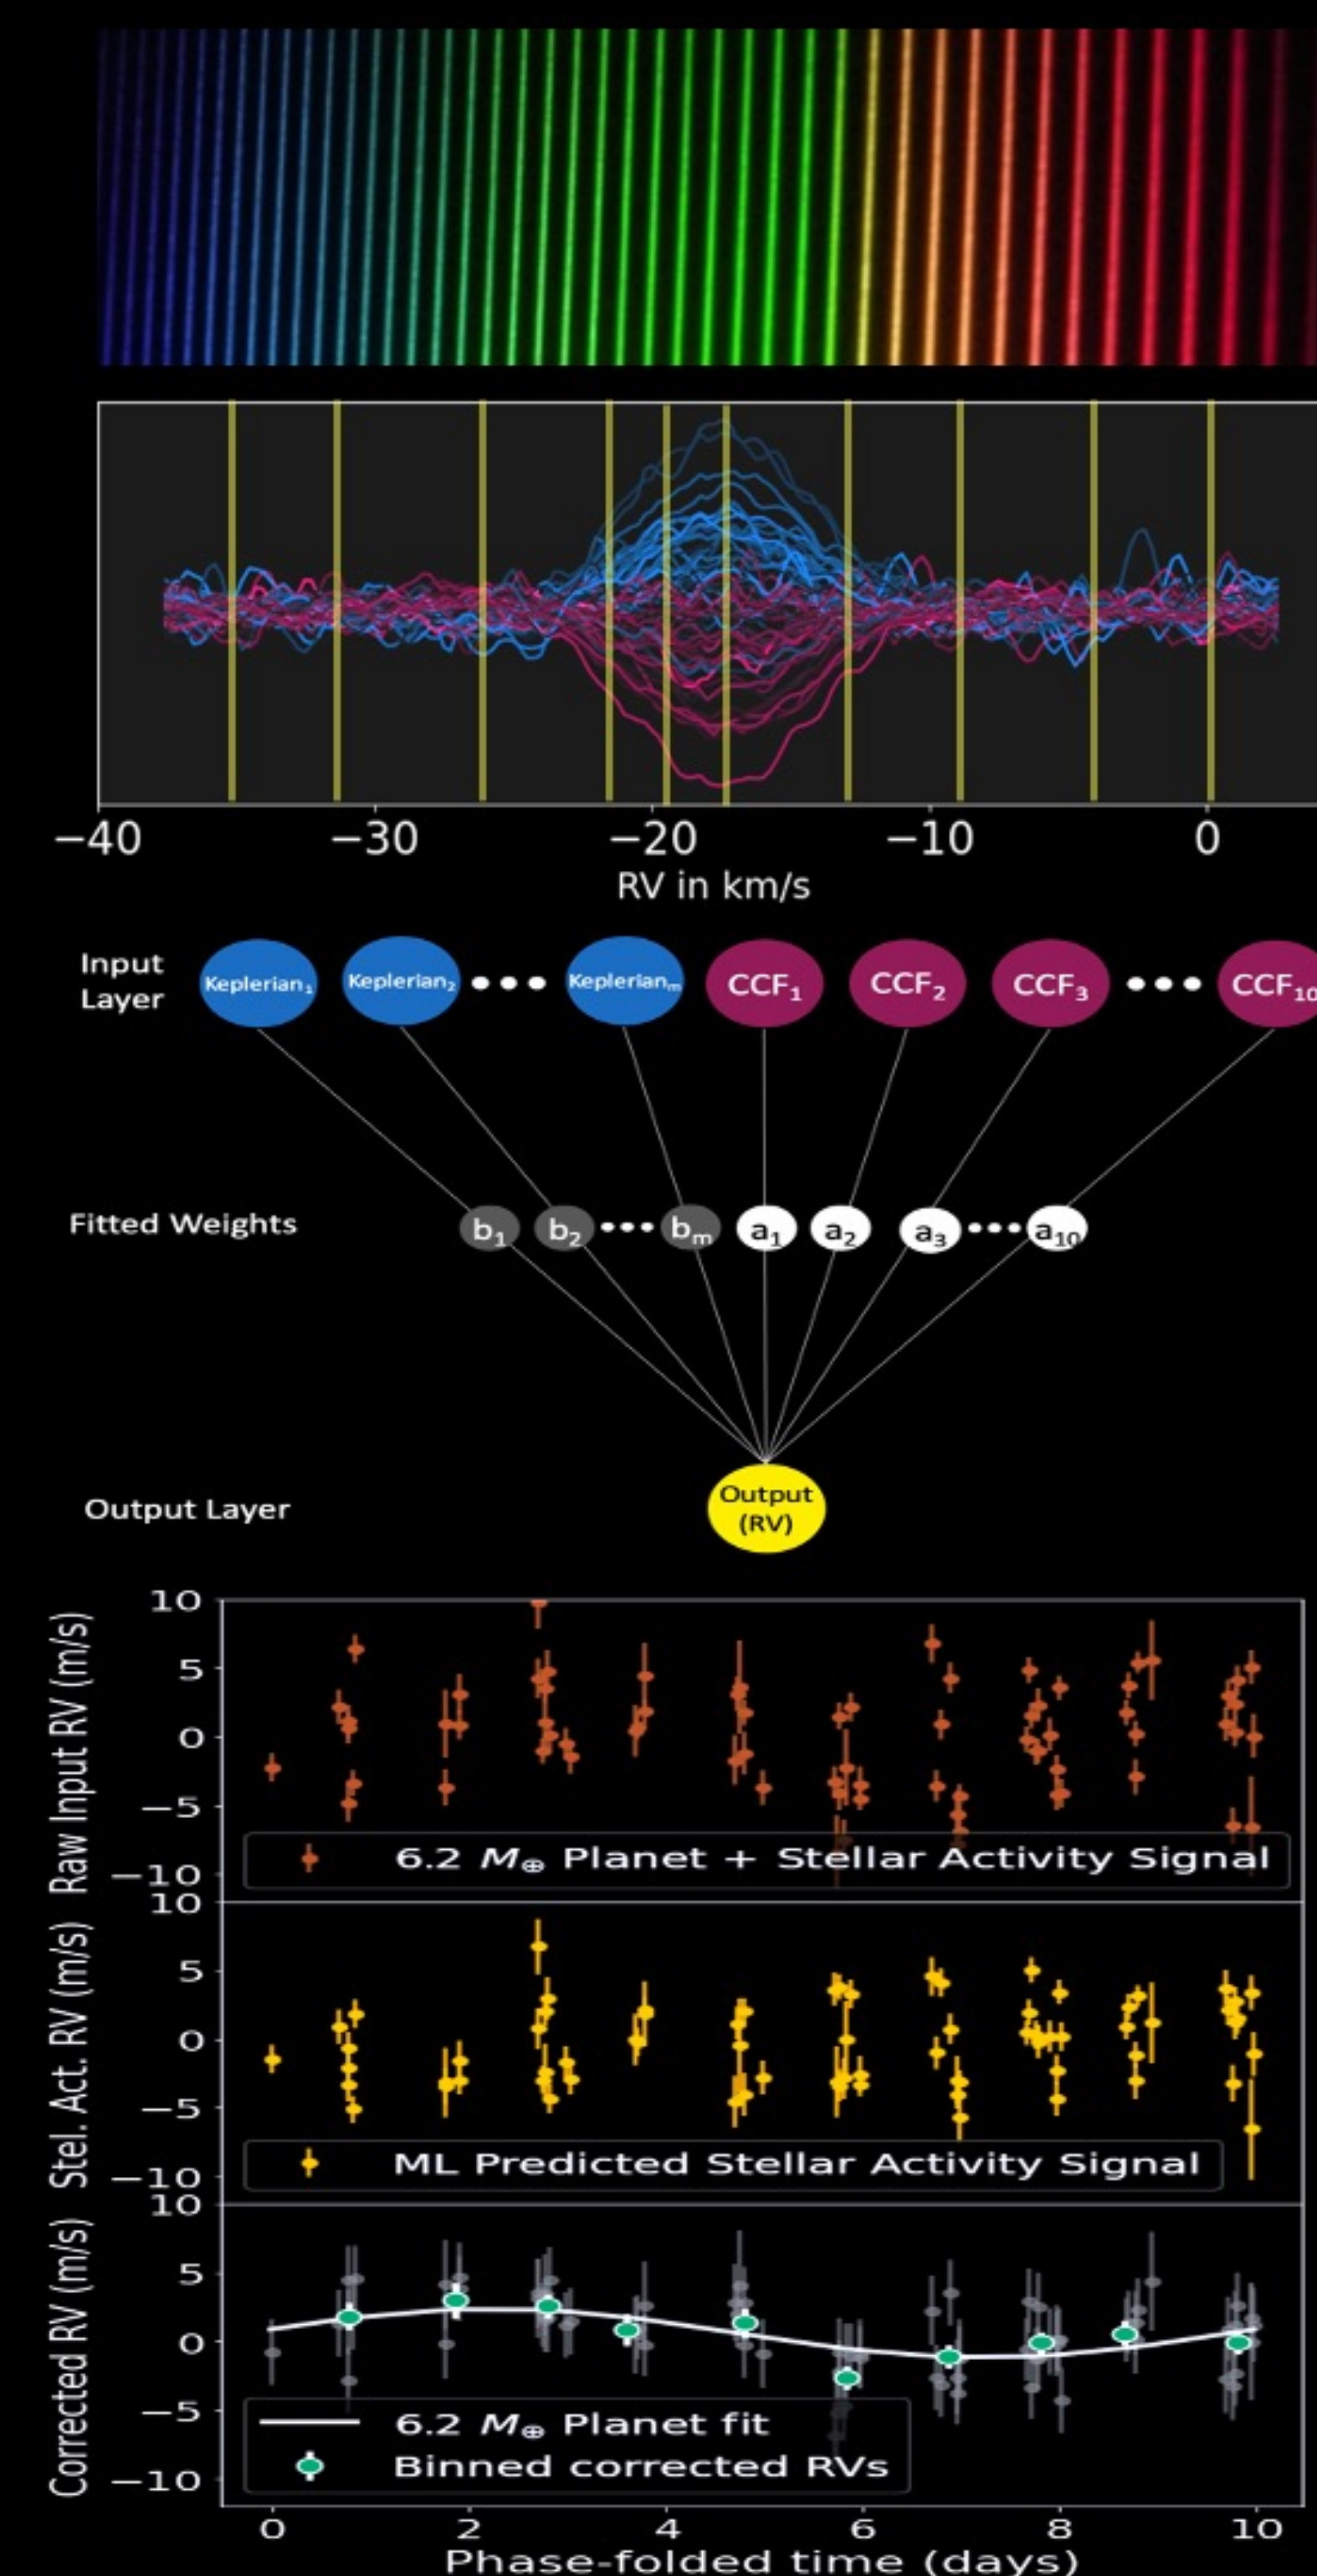 −40 −30 −20 −10 0
RV in km/s
Input
Layer
Keplerian₁ Keplerian₂ ••• Keplerianₘ CCF₁ CCF₂ CCF₃ ••• CCF₁₀
Fitted Weights
b₁ b₂ ••• bₘ a₁ a₂ a₃ ••• a₁₀
Output Layer
Output
(RV)
Raw Input RV (m/s)
10
5
0
−5
−10
6.2 M⊕ Planet + Stellar Activity Signal
Stel. Act. RV (m/s)
10
5
0
−5
−10
ML Predicted Stellar Activity Signal
Corrected RV (m/s)
10
5
0
−5
−10
6.2 M⊕ Planet fit
Binned corrected RVs
0 2 4 6 8 10
Phase-folded time (days)